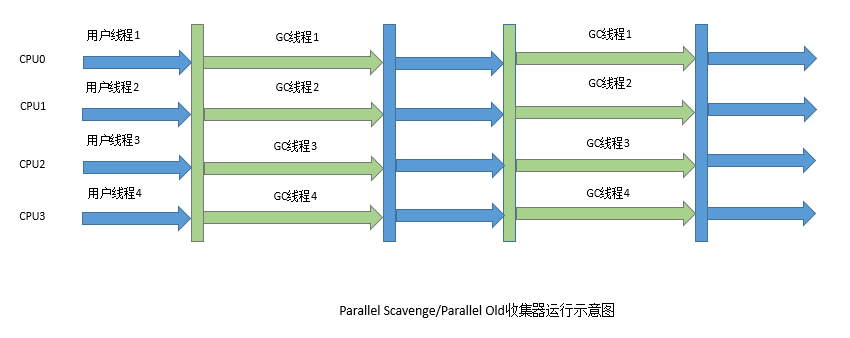 用户线程1 GC线程1 GC线程1
CPU0
用户线程2 GC线程2 GC线程2
CPU1
用户线程3 GC线程3 GC线程3
CPU2
用户线程4 GC线程4 GC线程4
CPU3
Parallel Scavenge/Parallel Old收集器运行示意图